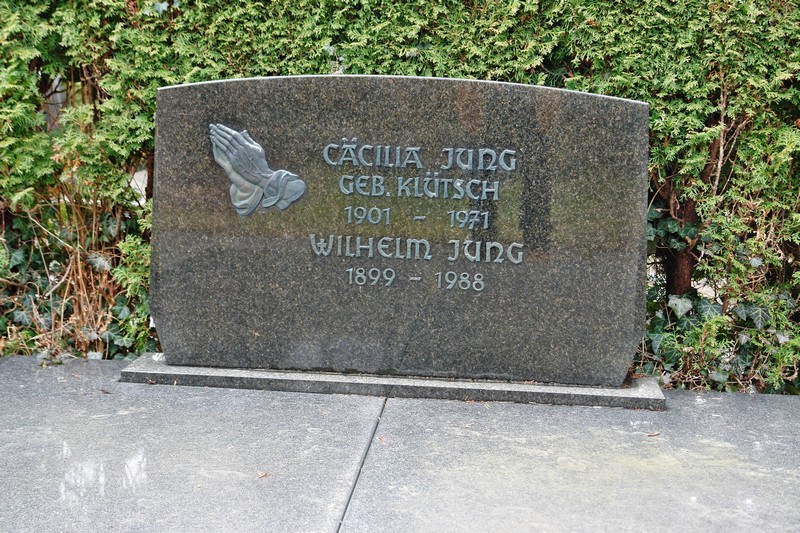 CÄCILIA JUNG
GEB. KLÜTSCH
1901 - 1971
WILHELM JUNG
1899 - 1988